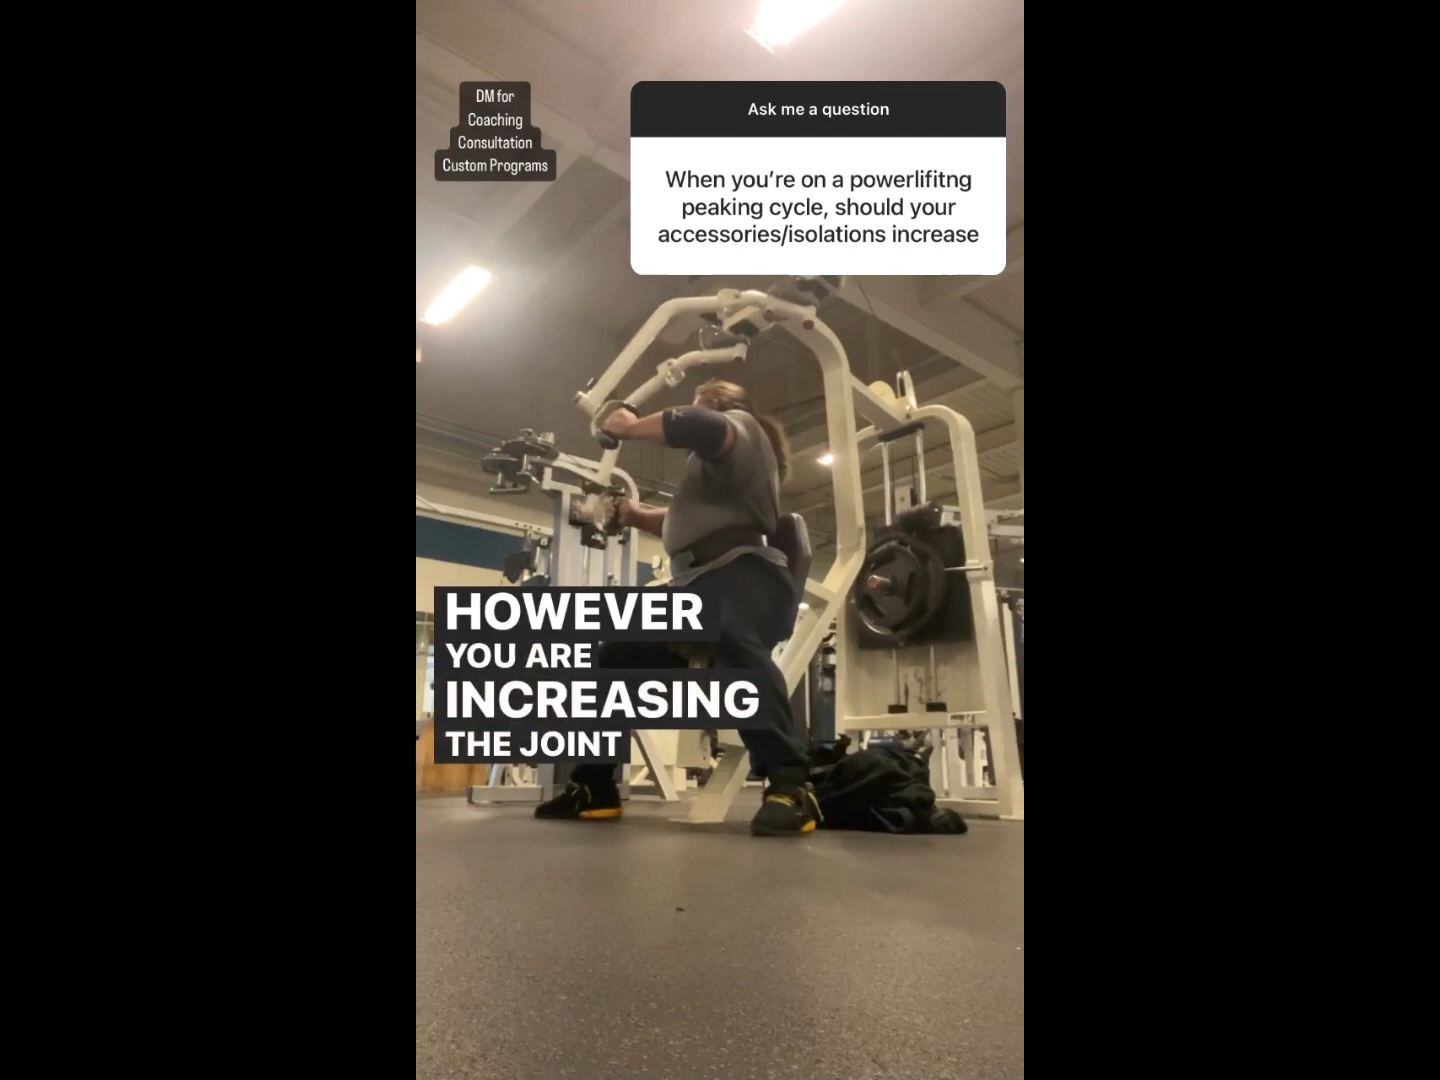 DM for
Coaching
Consultation
Custom Programs
Ask me a question
When you're on a powerlifitng
peaking cycle, should your
accessories/isolations increase
HOWEVER
YOU ARE
INCREASING
THE JOINT